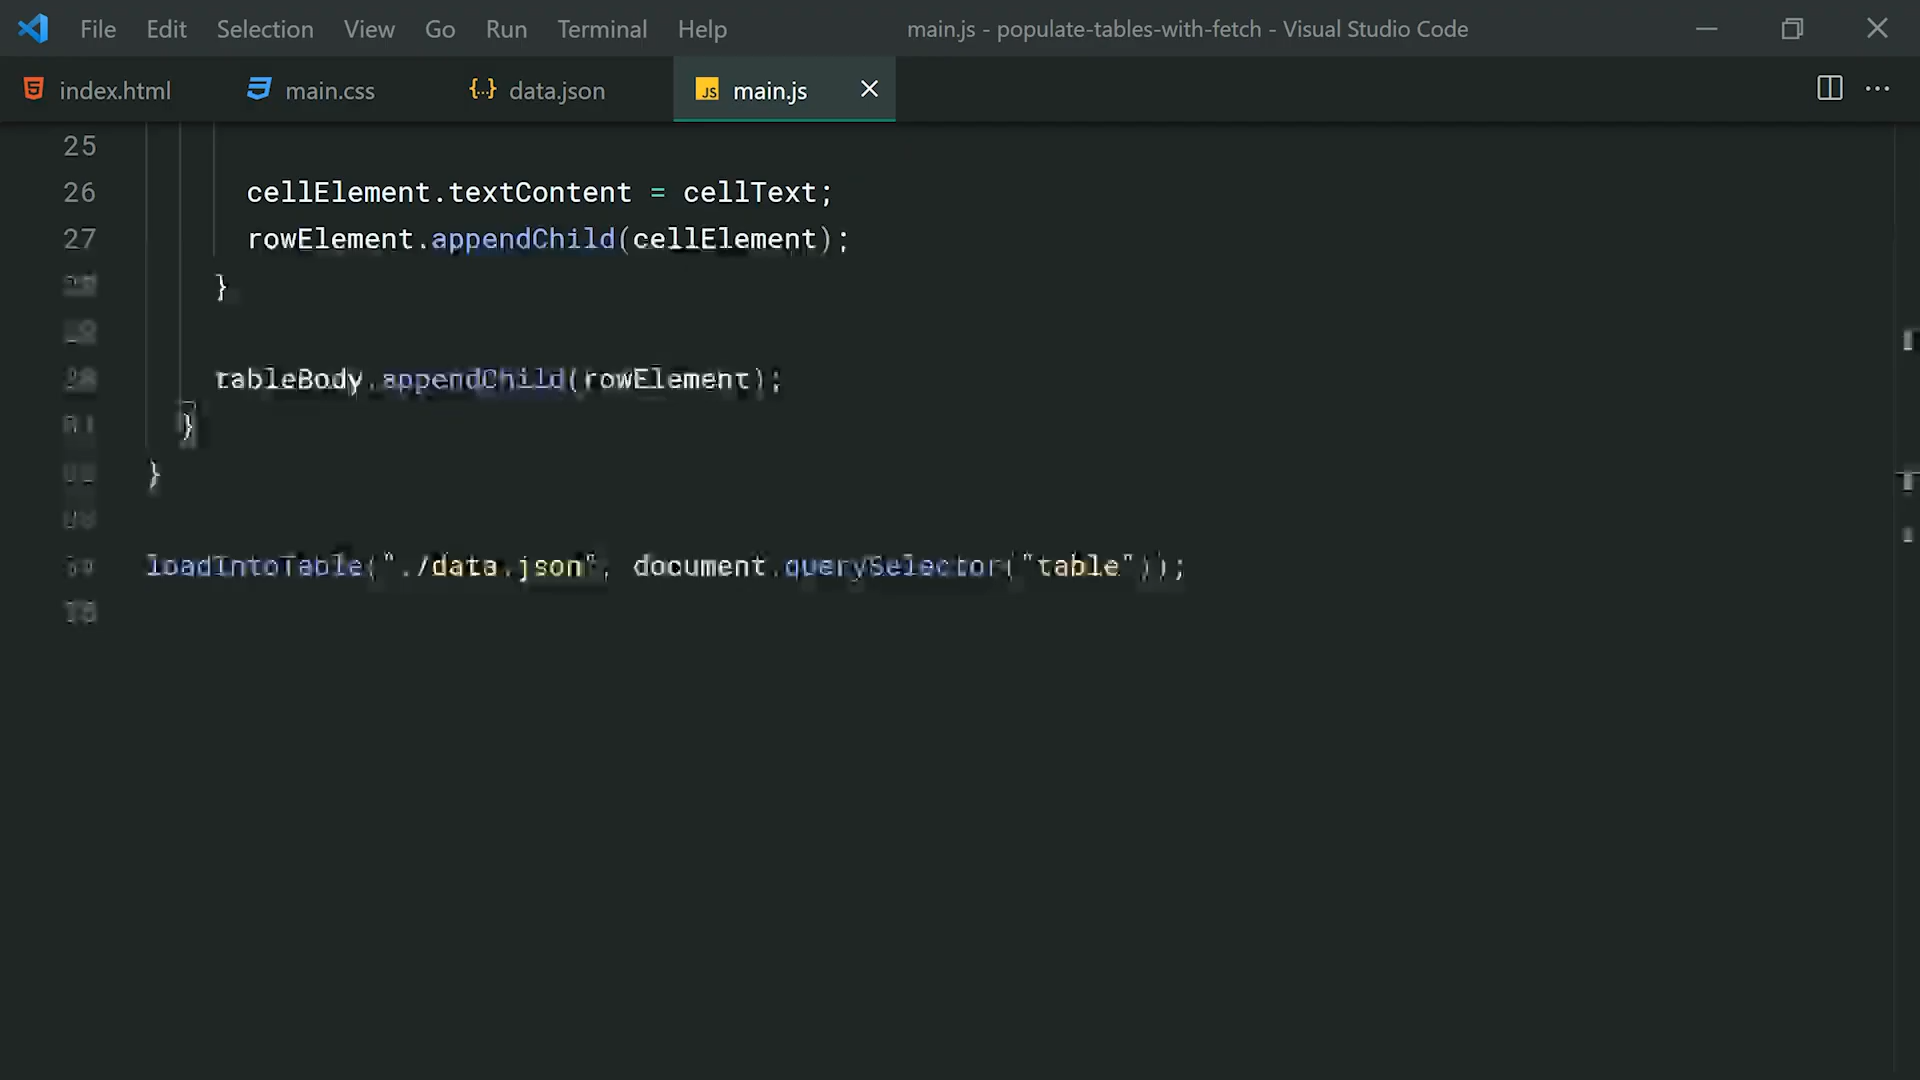 File Edit Selection View Go Run Terminal Help main.js - populate-tables-with-fetch - Visual Studio Code
index.html main.css data.json JS main.js
25
26 cellElement.textContent = cellText;
27 rowElement.appendChild(cellElement);
}
tableBody.appendChild(rowElement);
}
}
loadIntoTable("./data.json", document.querySelector("table"));